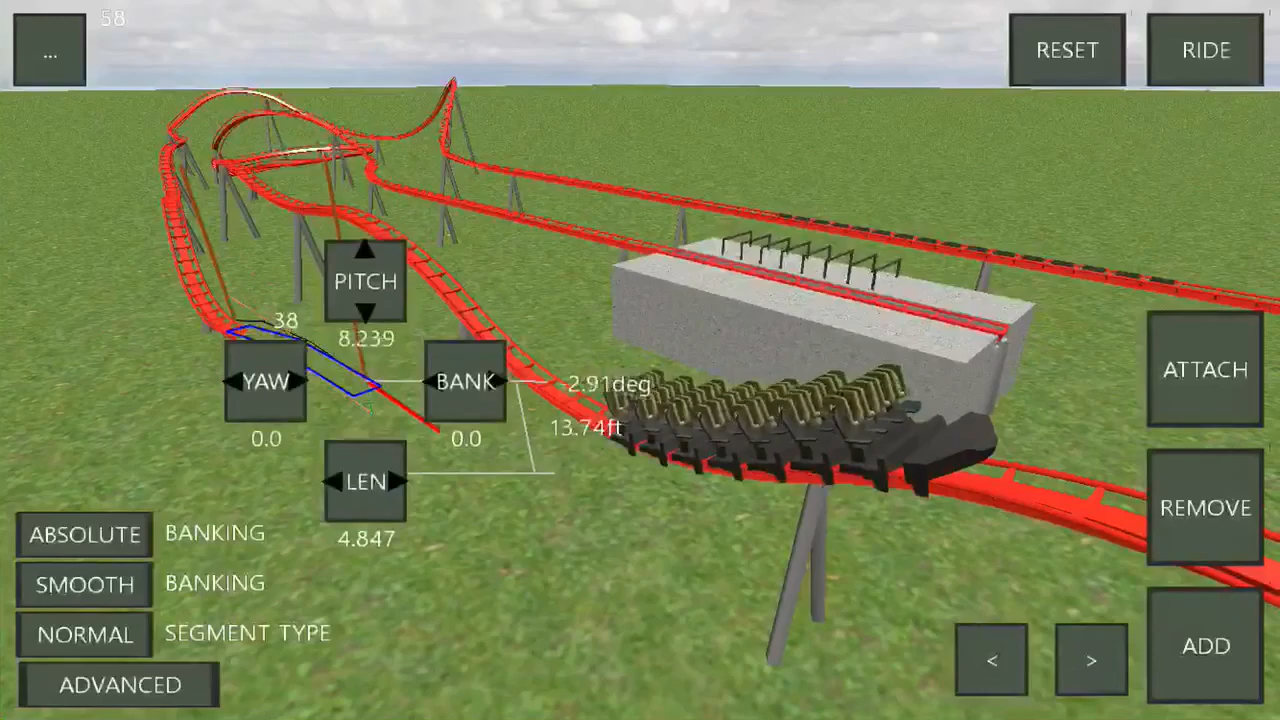 ...
58
RESET
RIDE
PITCH
8.239
38
YAW
0.0
BANK
0.0
-2.91deg
13.74ft
LEN
4.847
ATTACH
REMOVE
ADD
ABSOLUTE BANKING
SMOOTH BANKING
NORMAL SEGMENT TYPE
ADVANCED
< >